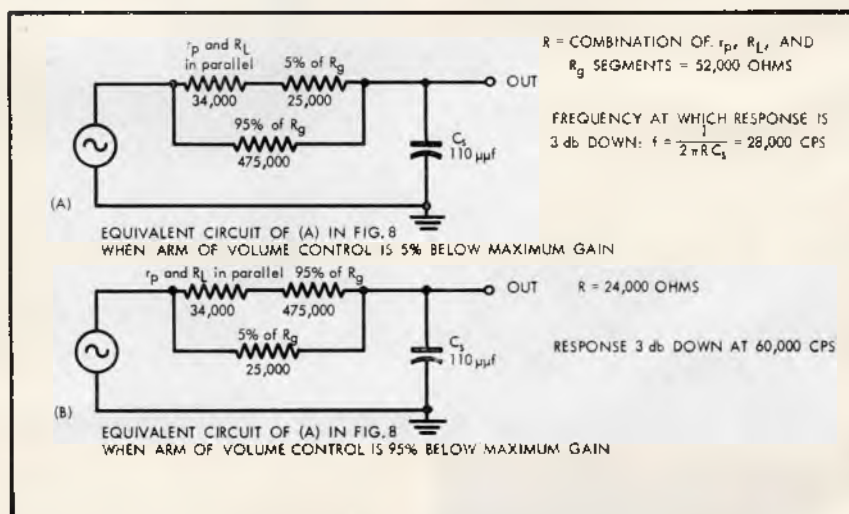 r_p and R_L
in parallel
5% of R_g
34,000
25,000
OUT
95% of R_g
475,000
C_s
110 μμf
(A)
EQUIVALENT CIRCUIT OF (A) IN FIG. 8
WHEN ARM OF VOLUME CONTROL IS 5% BELOW MAXIMUM GAIN
R = COMBINATION OF r_p, R_L, AND
R_g SEGMENTS = 52,000 OHMS
FREQUENCY AT WHICH RESPONSE IS
3 db DOWN: f = 1 / 2 π R C_s = 28,000 CPS
r_p and R_L in parallel 95% of R_g
34,000
475,000
OUT
5% of R_g
25,000
C_s
110 μμf
(B)
EQUIVALENT CIRCUIT OF (A) IN FIG. 8
WHEN ARM OF VOLUME CONTROL IS 95% BELOW MAXIMUM GAIN
R = 24,000 OHMS
RESPONSE 3 db DOWN AT 60,000 CPS